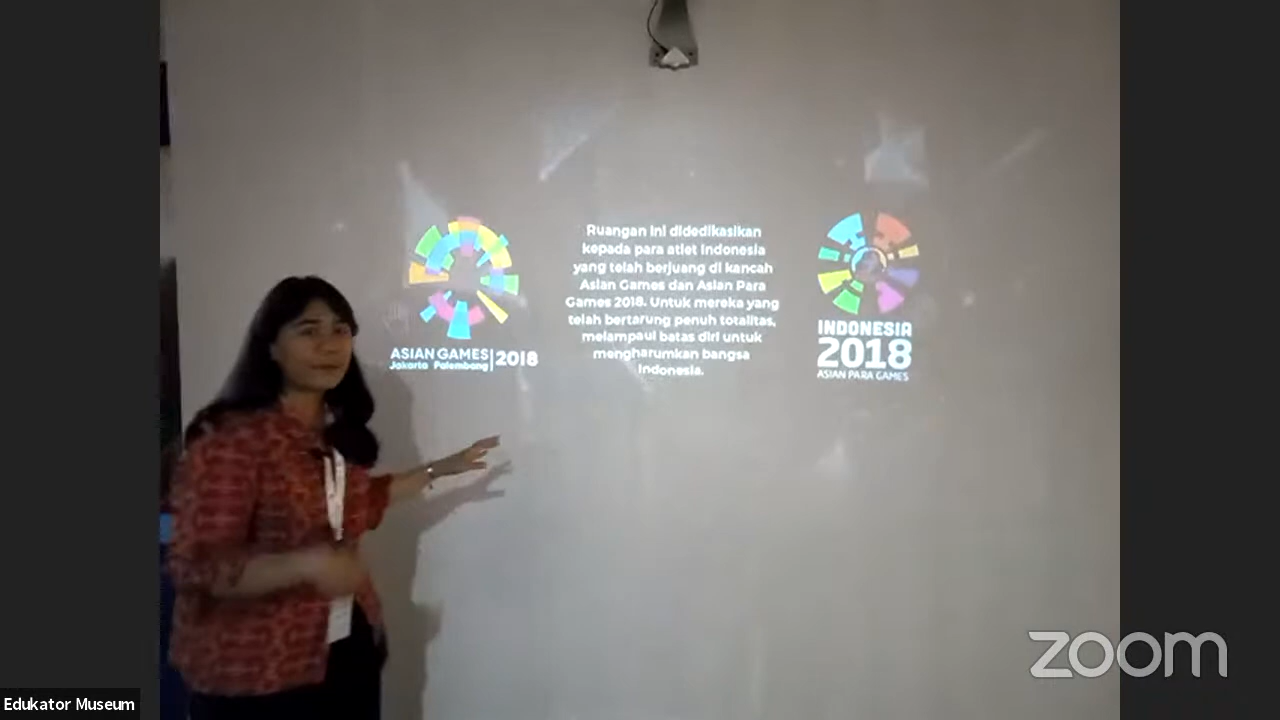 Ruangan ini didedikasikan
kepada para atlet Indonesia
yang telah berjuang di kancah
Asian Games dan Asian Para
Games 2018. Untuk mereka yang
telah bertarung penuh totalitas,
melampaui batas diri untuk
mengharumkan bangsa
Indonesia.
ASIAN GAMES
Jakarta Palembang
2018
INDONESIA
2018
ASIAN PARA GAMES
zoom
Edukator Museum